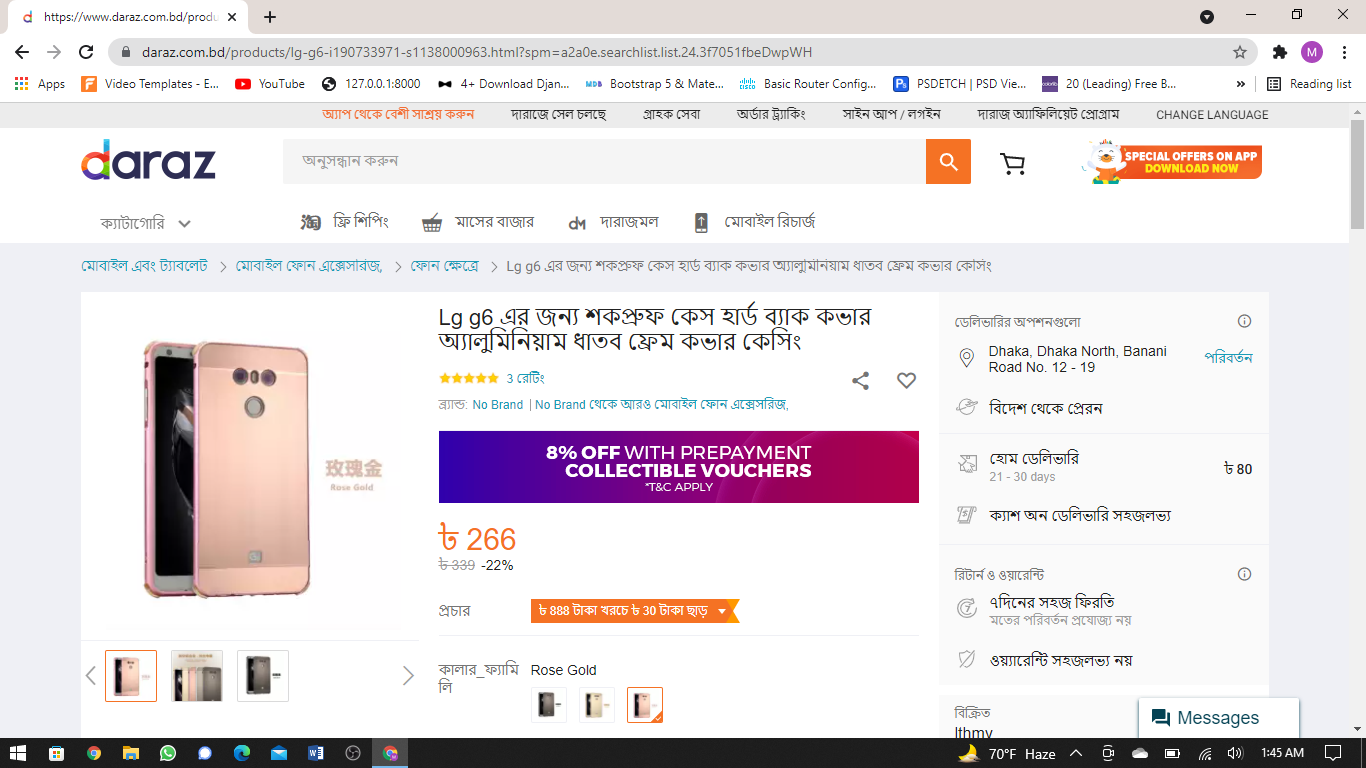 https://www.daraz.com.bd/produ
daraz.com.bd/products/lg-g6-i190733971-s1138000963.html?spm=a2a0e.searchlist.list.24.3f7051fbeDwpWH
M
Apps Video Templates - E... YouTube 127.0.0.1:8000 4+ Download Djan... Bootstrap 5 & Mate... Basic Router Config... PSDETCH | PSD Vie... 20 (Leading) Free B... » Reading list
অ্যাপ থেকে বেশী সাশ্রয় করুন দারাজে সেল চলছে গ্রাহক সেবা অর্ডার ট্র্যাকিং সাইন আপ / লগইন দারাজ অ্যাফিলিয়েট প্রোগ্রাম CHANGE LANGUAGE
daraz
অনুসন্ধান করুন
SPECIAL OFFERS ON APP
DOWNLOAD NOW
ক্যাটাগোরি ফ্রি শিপিং মাসের বাজার দারাজমল মোবাইল রিচার্জ
মোবাইল এবং ট্যাবলেট মোবাইল ফোন এক্সেসরিজ, ফোন ক্ষেত্রে Lg g6 এর জন্য শকপ্রুফ কেস হার্ড ব্যাক কভার অ্যালুমিনিয়াম ধাতব ফ্রেম কভার কেসিং
玫瑰金
Rose Gold
Lg g6 এর জন্য শকপ্রুফ কেস হার্ড ব্যাক কভার
অ্যালুমিনিয়াম ধাতব ফ্রেম কভার কেসিং
3 রেটিং
ব্র্যান্ড: No Brand | No Brand থেকে আরও মোবাইল ফোন এক্সেসরিজ,
8% OFF WITH PREPAYMENT
COLLECTIBLE VOUCHERS
*T&C APPLY
৳ 266
৳ 339 -22%
প্রচার ৳ 888 টাকা খরচে ৳ 30 টাকা ছাড়
কালার_ফ্যামি
লি
Rose Gold
ডেলিভারির অপশনগুলো
Dhaka, Dhaka North, Banani
Road No. 12 - 19
পরিবর্তন
বিদেশ থেকে প্রেরন
হোম ডেলিভারি
21 - 30 days
৳ 80
ক্যাশ অন ডেলিভারি সহজলভ্য
রিটার্ন ও ওয়ারেন্টি
৭দিনের সহজ ফিরতি
মতের পরিবর্তন প্রযোজ্য নয়
ওয়্যারেন্টি সহজলভ্য নয়
বিক্রিত
lthmy
Messages
70°F Haze 1:45 AM